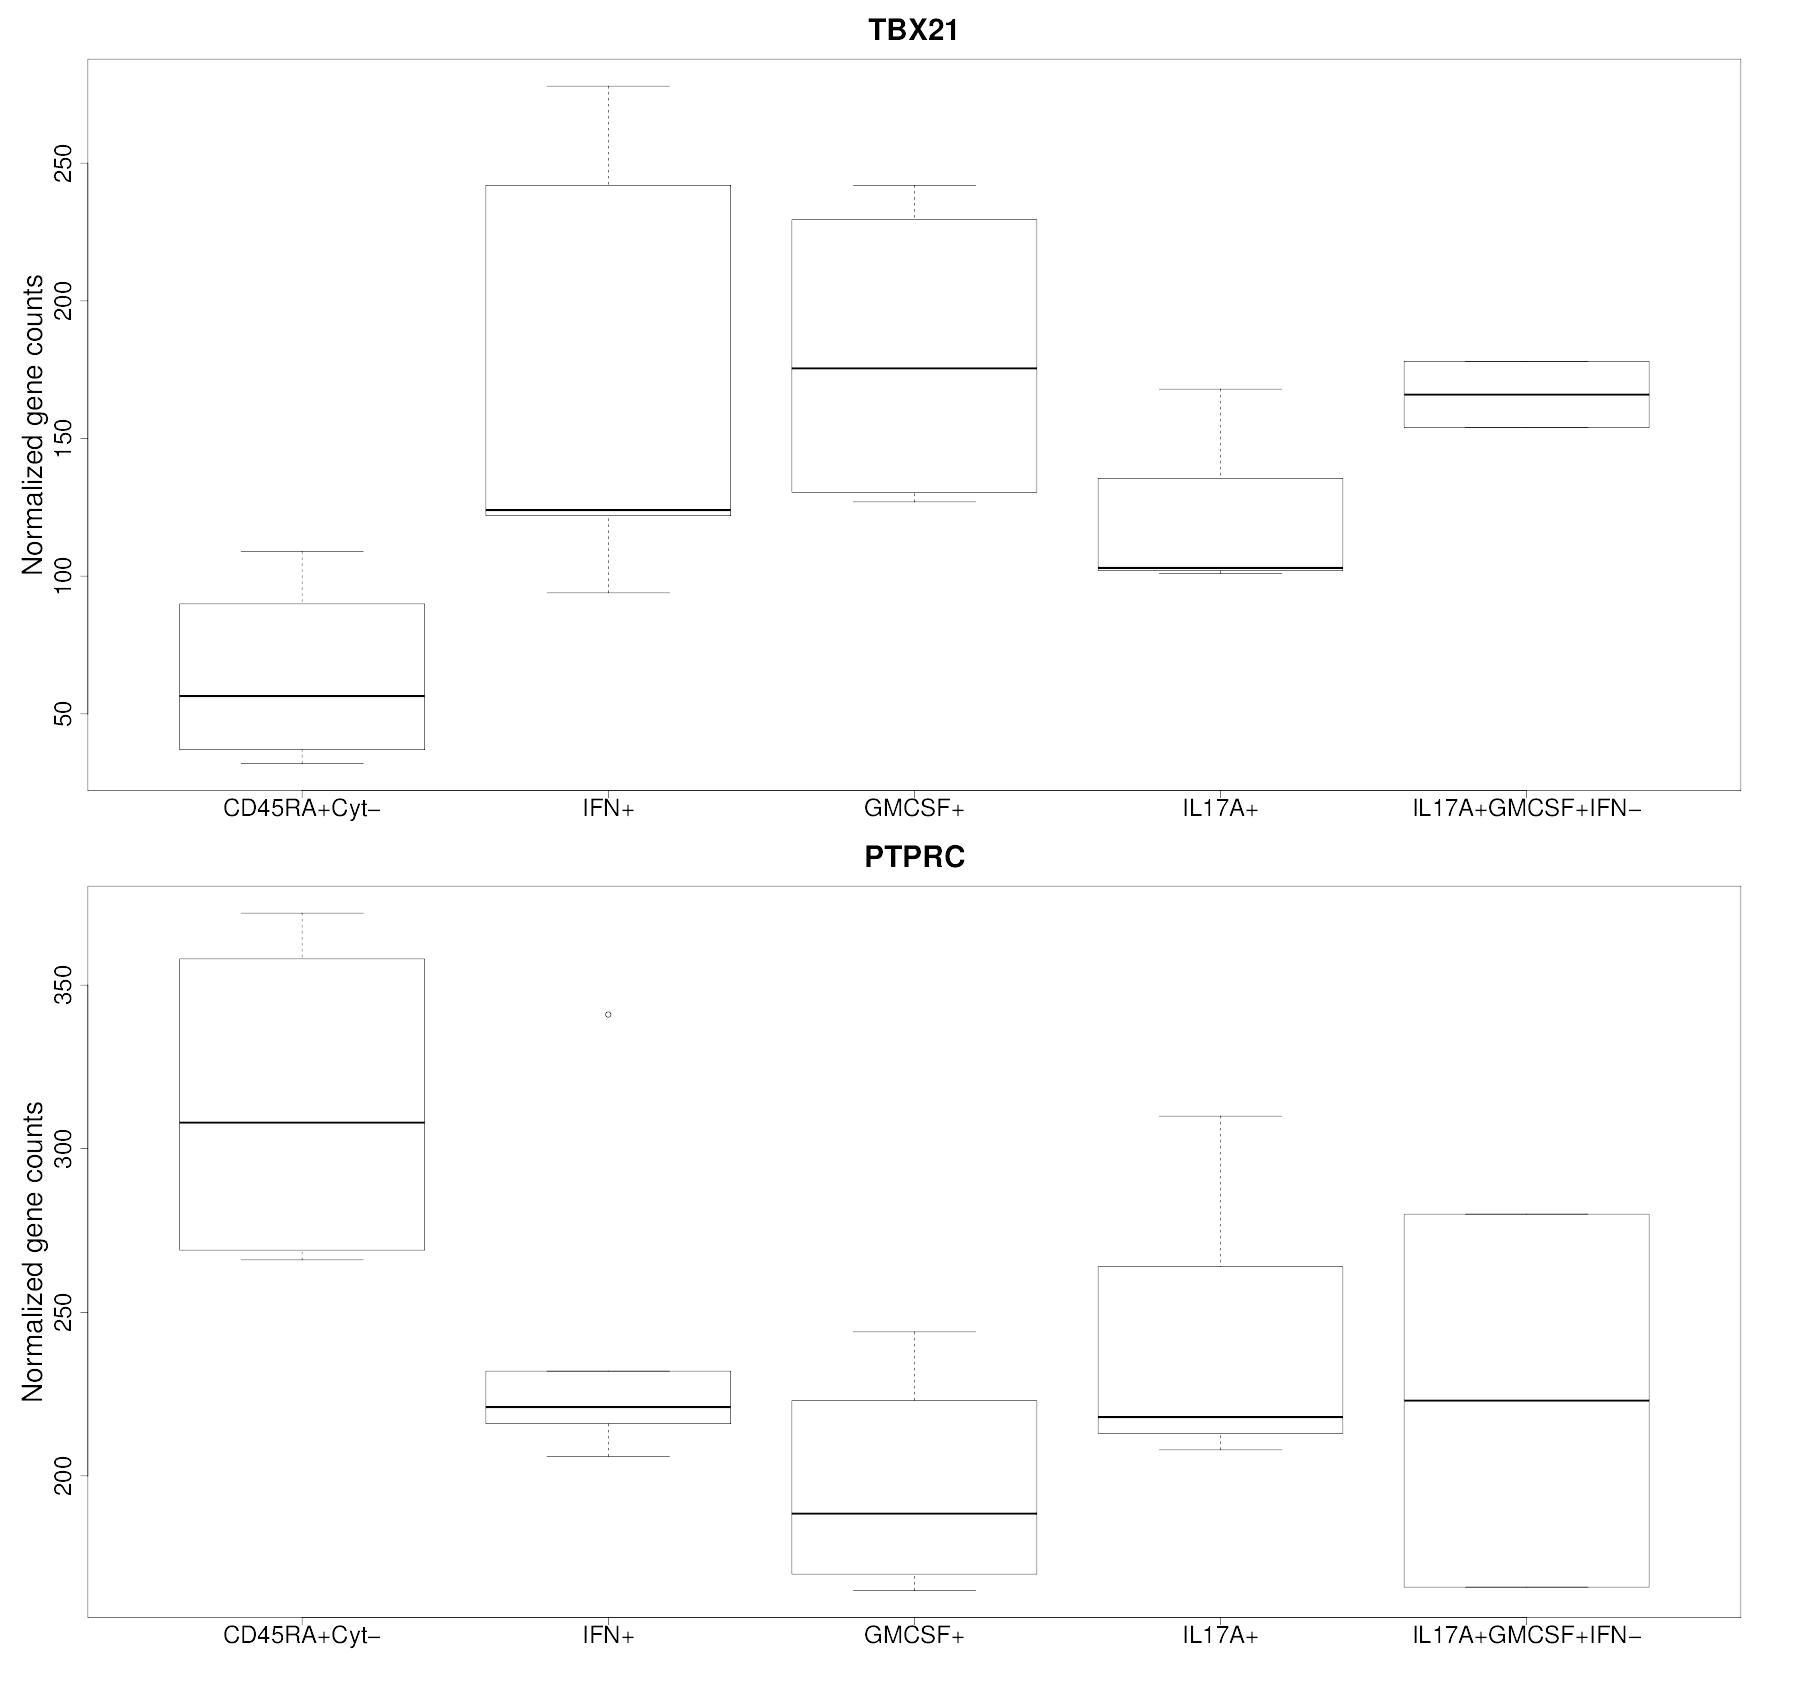 TBX21
Normalized gene counts
250
200
150
100
50
CD45RA+Cyt−
IFN+
GMCSF+
IL17A+
IL17A+GMCSF+IFN−
PTPRC
Normalized gene counts
350
300
250
200
CD45RA+Cyt−
IFN+
GMCSF+
IL17A+
IL17A+GMCSF+IFN−